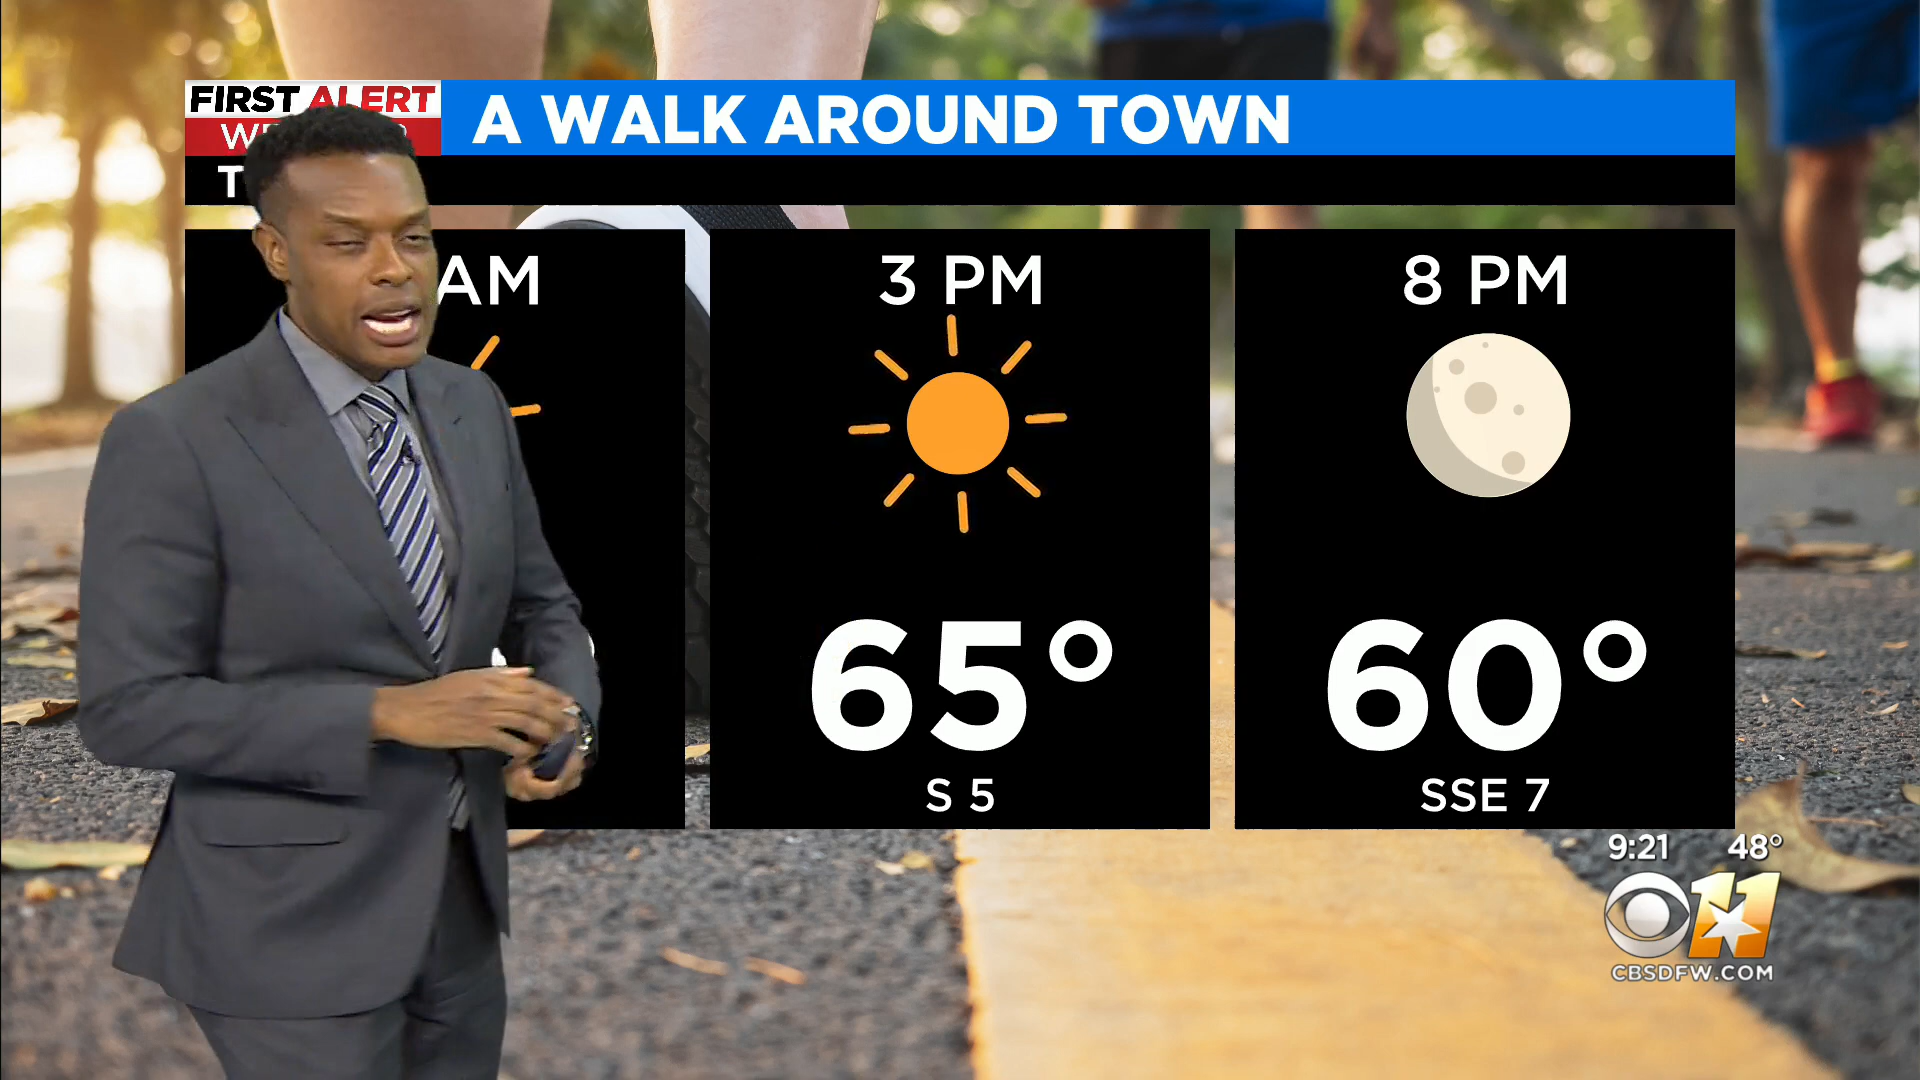 FIRST ALERT
A WALK AROUND TOWN
AM
3 PM
8 PM
65°
60°
S 5
SSE 7
9:21 48°
11
CBSDFW.COM